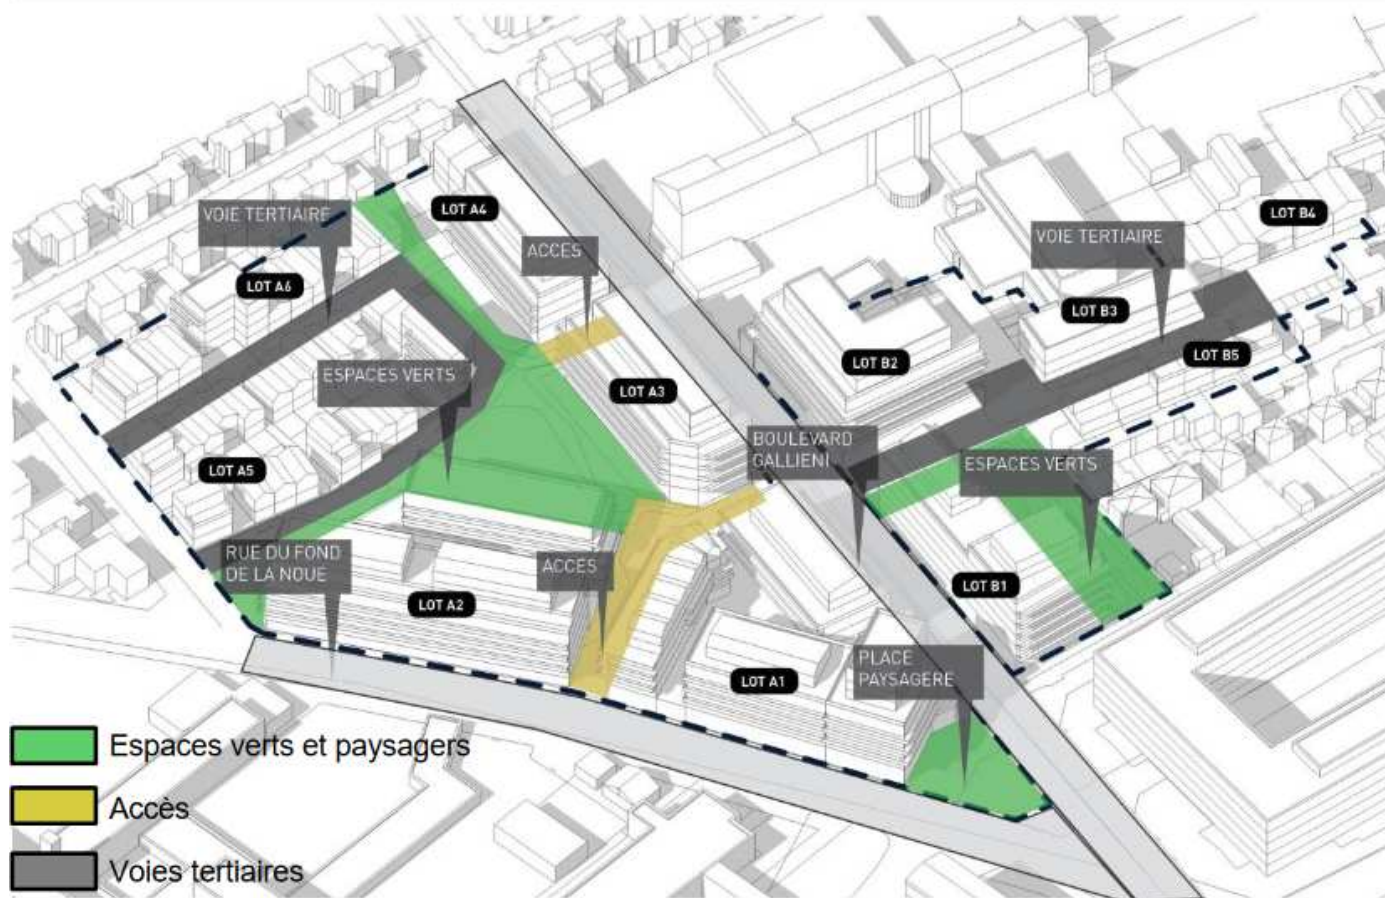 LOT A4
VOIE TERTIAIRE
LOT B4
ACCES
VOIE TERTIAIRE
LOT A6
LOT B3
LOT B5
LOT B2
ESPACES VERTS
LOT A3
BOULEVARD
GALLIENI
LOT A5
ESPACES VERTS
RUE DU FOND
DE LA NOUE
ACCES
LOT B1
LOT A2
PLACE
PAYSAGERE
LOT A1
Espaces verts et paysagers
Accès
Voies tertiaires